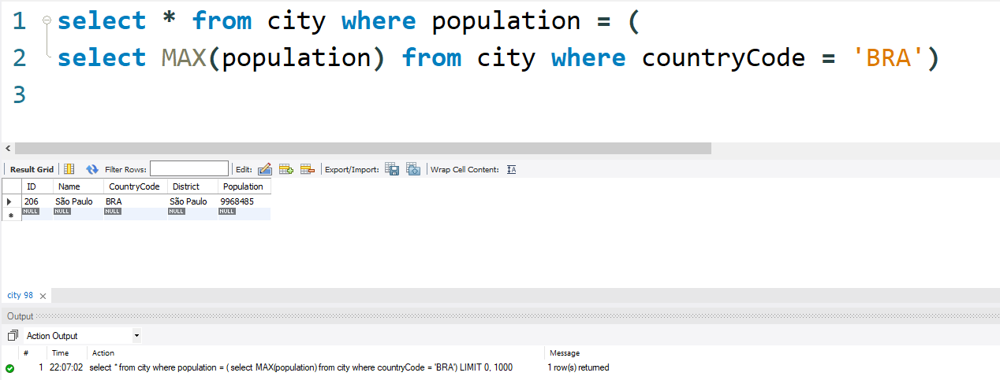 1 select * from city where population = (
2 select MAX(population) from city where countryCode = 'BRA')
3
Result Grid Filter Rows: Edit: Export/Import: Wrap Cell Content: IA
ID Name CountryCode District Population
206 São Paulo BRA São Paulo 9968485
NULL NULL NULL NULL NULL
city 98
Output
Action Output
# Time Action Message
1 22:07:02 select * from city where population = ( select MAX(population) from city where countryCode = 'BRA') LIMIT 0, 1000 1 row(s) returned